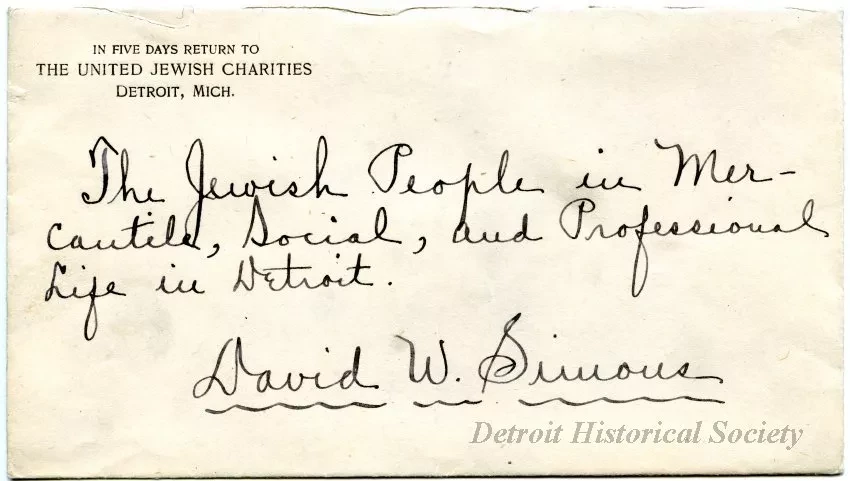 IN FIVE DAYS RETURN TO
THE UNITED JEWISH CHARITIES
DETROIT, MICH.
The Jewish People in Mer-
cantile, Social, and Professional
Life in Detroit.
David W. Simons
Detroit Historical Society